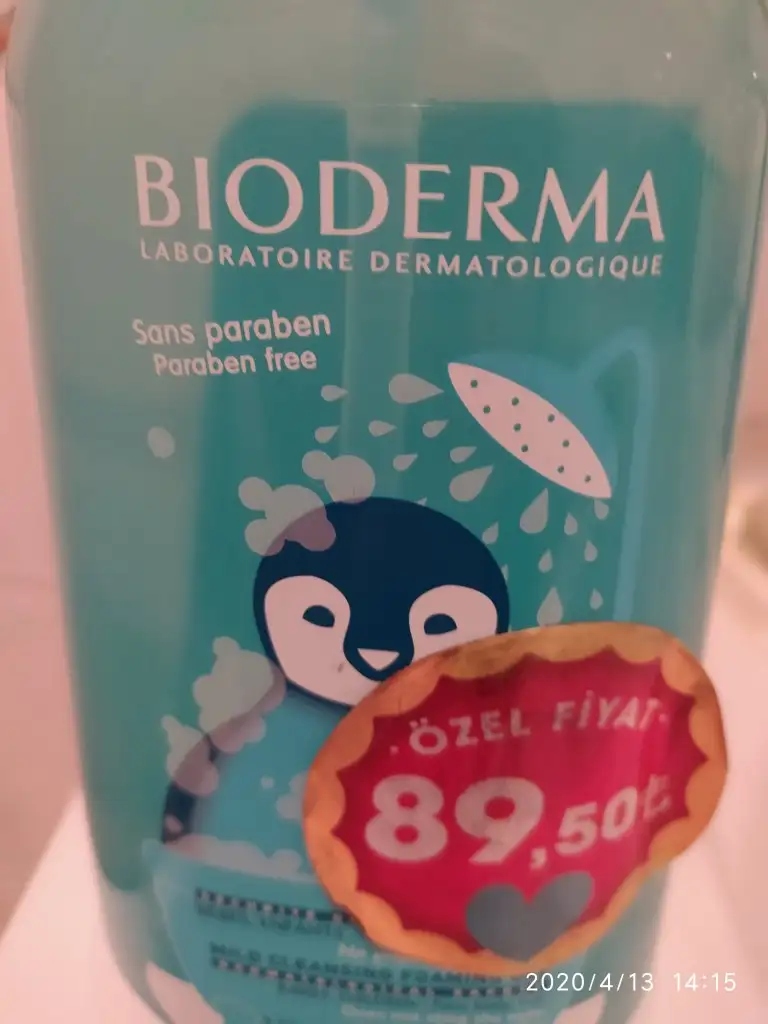 BIODERMA
LABORATOIRE DERMATOLOGIQUE
Sans paraben
Paraben free
ÖZEL FİYAT
89,50₺
MILD CLEANSING FOAMING
2020/4/13 14:15